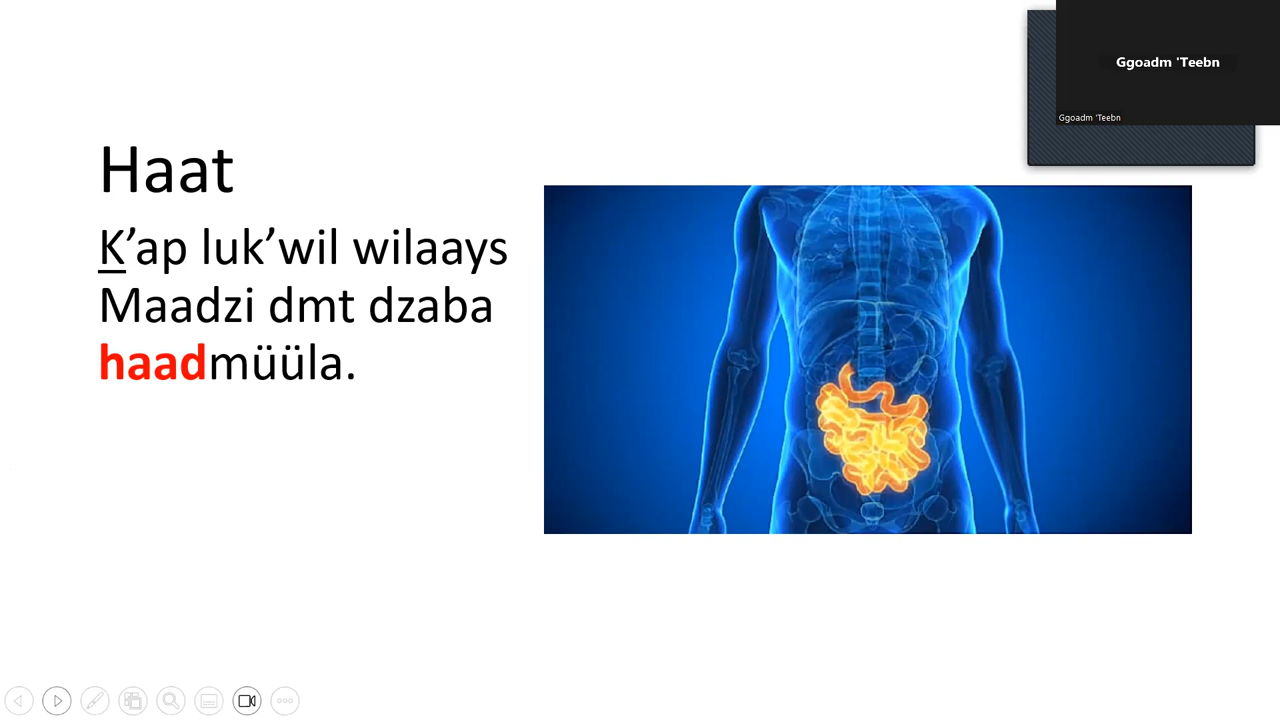 Ggoadm 'Teebn
Ggoadm 'Teebn
Haat
K̲’ap luk’wil wilaays
Maadzi dmt dzaba
haadmüüla.